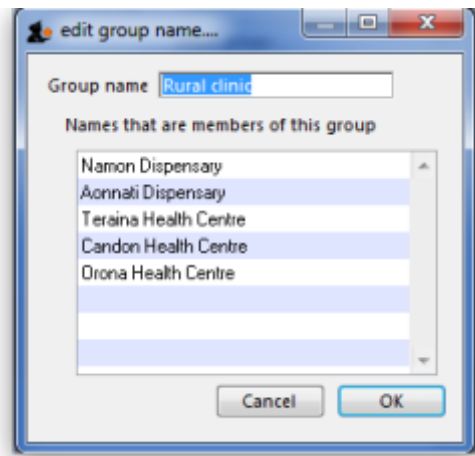 edit group name....
Group name Rural clinic
Names that are members of this group
Namon Dispensary
Aonnati Dispensary
Teraina Health Centre
Candon Health Centre
Orona Health Centre
Cancel OK